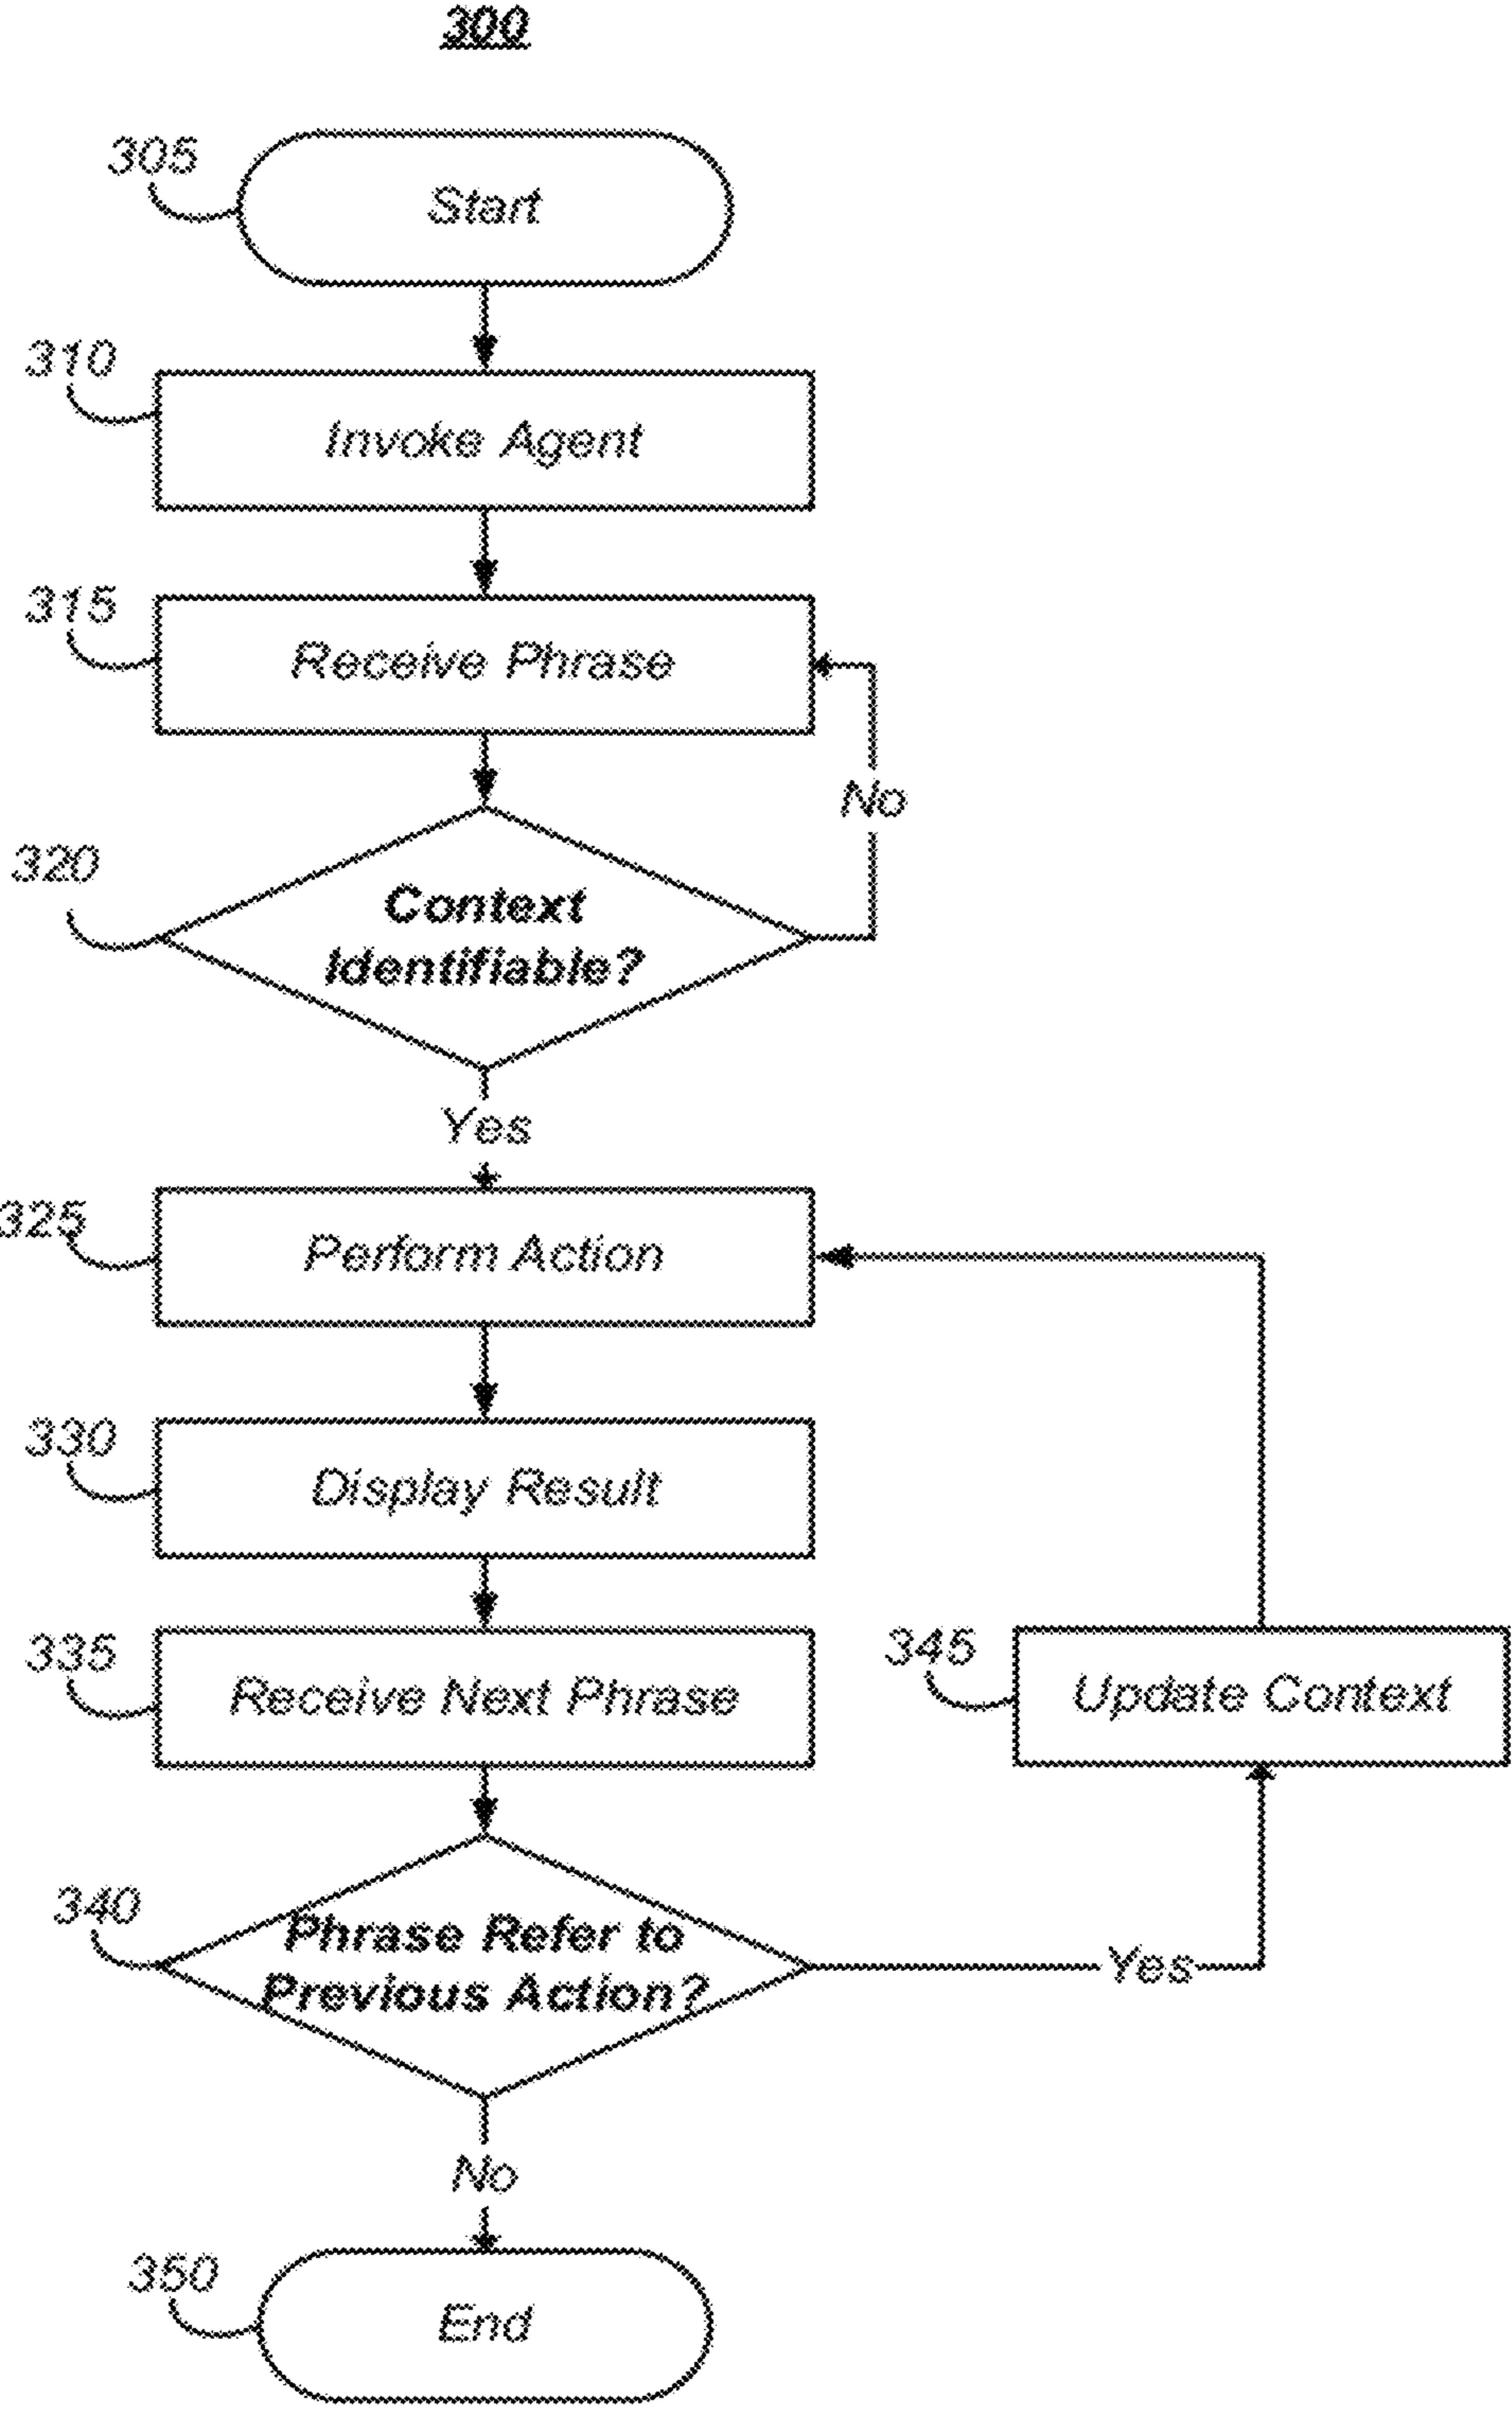 300
305
Start
310
Invoke Agent
315
Receive Phrase
No
320
Context
Identifiable?
Yes
325
Perform Action
330
Display Result
335
Receive Next Phrase
345
Update Context
340
Phrase Refer to
Previous Action?
Yes
No
350
End